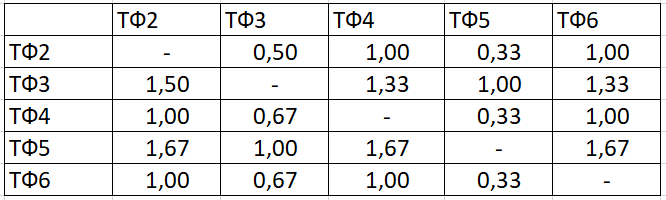 ТФ2 ТФ3 ТФ4 ТФ5 ТФ6
ТФ2 - 0,50 1,00 0,33 1,00
ТФ3 1,50 - 1,33 1,00 1,33
ТФ4 1,00 0,67 - 0,33 1,00
ТФ5 1,67 1,00 1,67 - 1,67
ТФ6 1,00 0,67 1,00 0,33 -